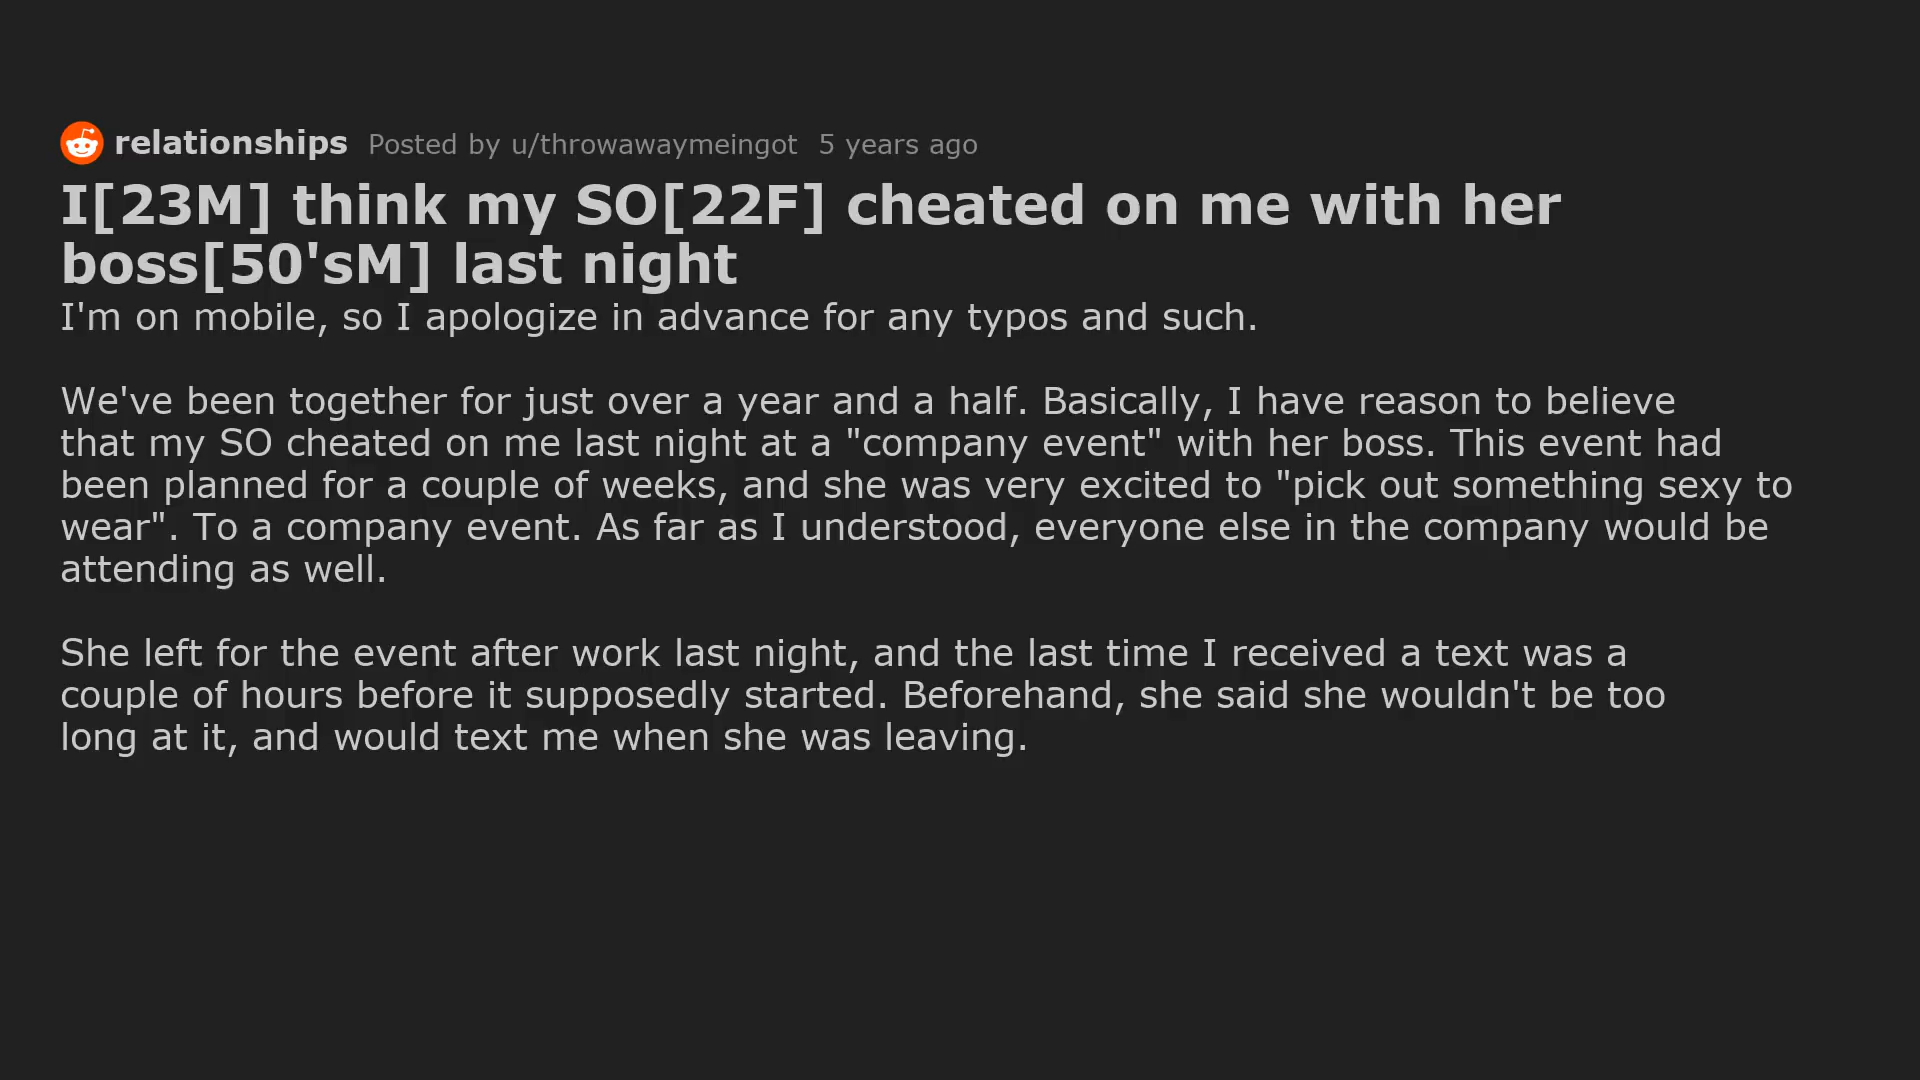 relationships Posted by u/throwawaymeingot 5 years ago
I[23M] think my SO[22F] cheated on me with her
boss[50'sM] last night
I'm on mobile, so I apologize in advance for any typos and such.
We've been together for just over a year and a half. Basically, I have reason to believe
that my SO cheated on me last night at a "company event" with her boss. This event had
been planned for a couple of weeks, and she was very excited to "pick out something sexy to
wear". To a company event. As far as I understood, everyone else in the company would be
attending as well.
She left for the event after work last night, and the last time I received a text was a
couple of hours before it supposedly started. Beforehand, she said she wouldn't be too
long at it, and would text me when she was leaving.